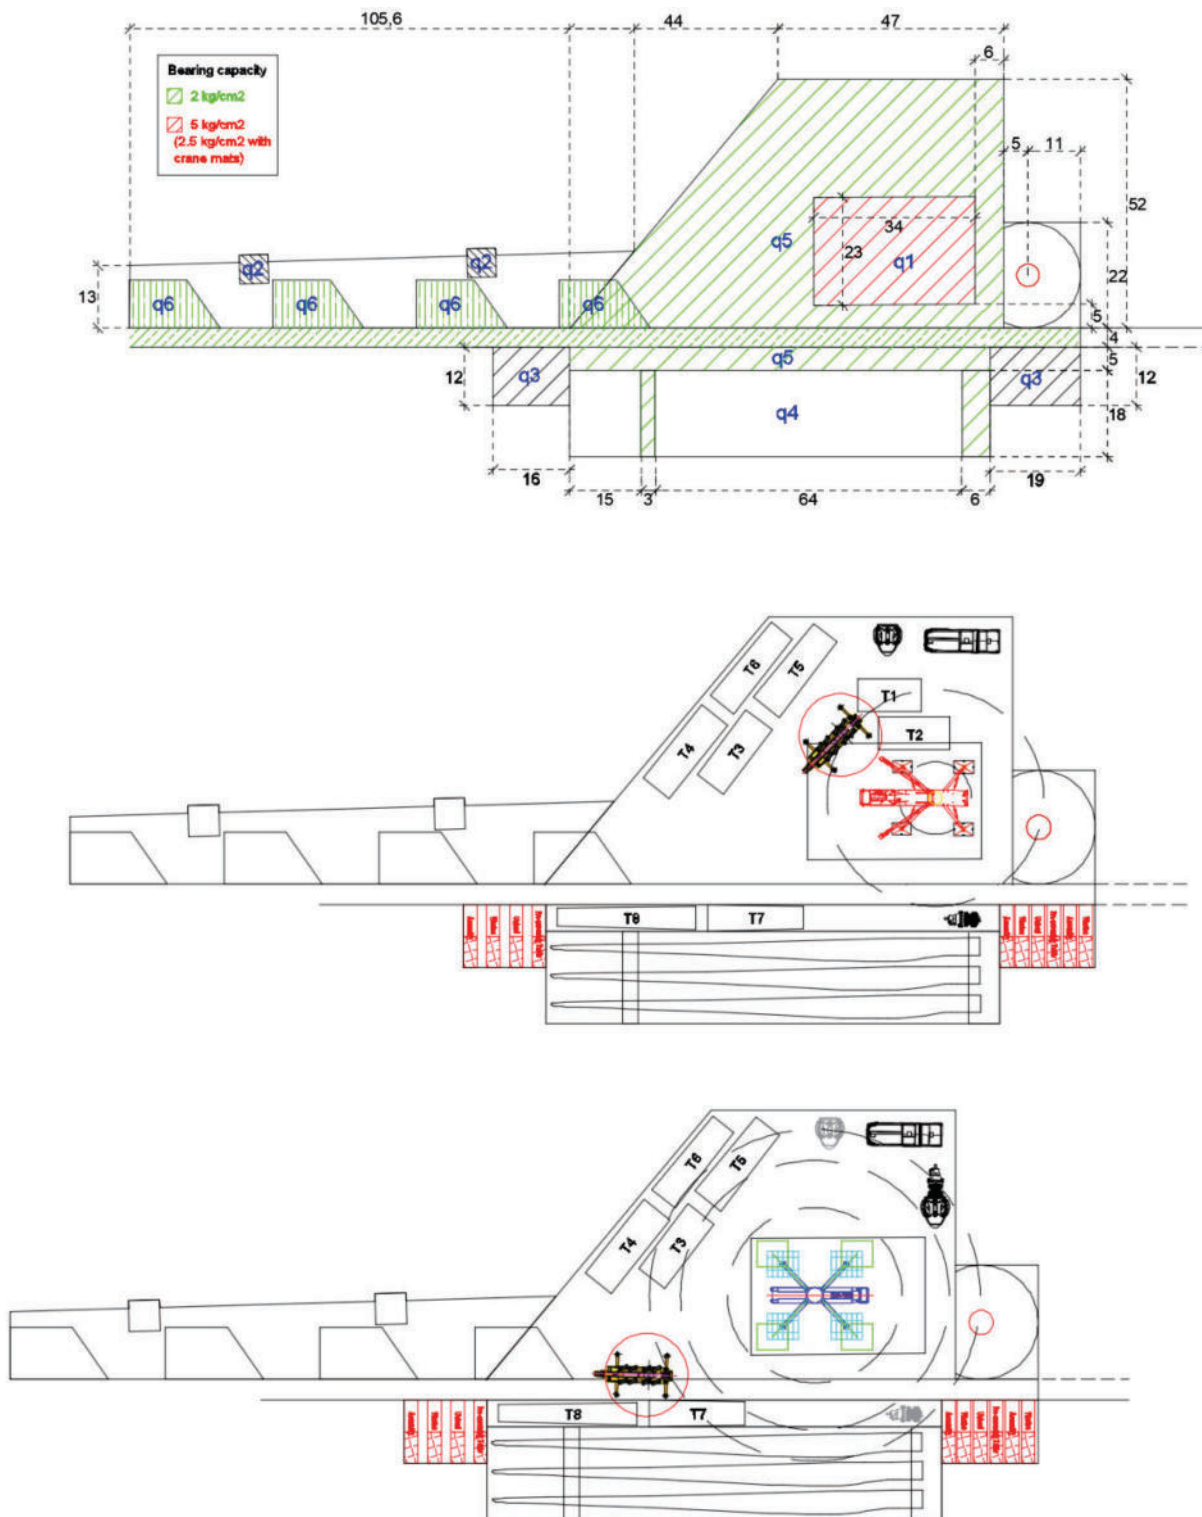 105,6
44
47
6
Bearing capacity
2 kg/cm2
5 kg/cm2
(2.5 kg/cm2 with
crane mats)
5
11
52
34
q5
23
q1
22
q2
q2
13
q6
q6
q6
q6
5
4
q5
5
12
q3
q3
12
q4
18
16
15
3
64
6
19
T6
T5
T1
T4
T3
T2
T8
T7
T6
T5
T4
T3
T8
T7